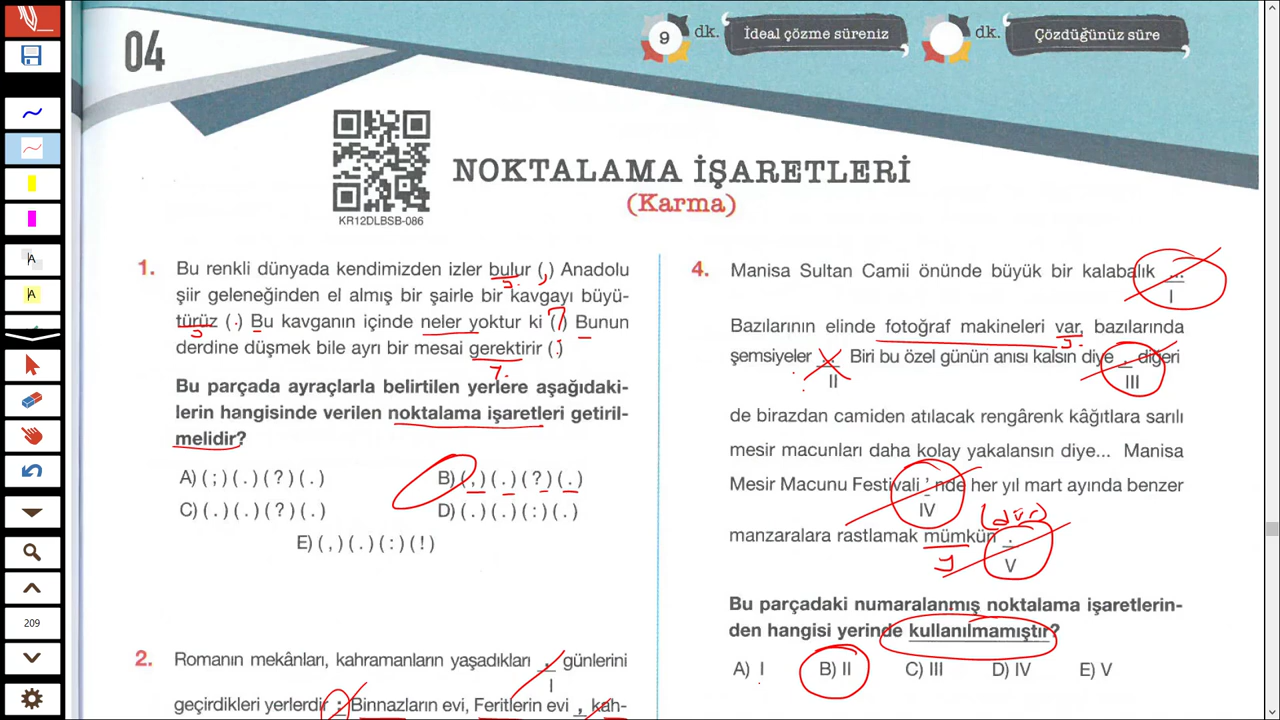 04
9 dk. İdeal çözme süreniz
dk. Çözdüğünüz süre
KR12DLBSB-086
NOKTALAMA İŞARETLERİ
(Karma)
1. Bu renkli dünyada kendimizden izler bulur (,) Anadolu
şiir geleneğinden el almış bir şairle bir kavgayı büyü-
türüz (.) Bu kavganın içinde neler yoktur ki (?) Bunun
derdine düşmek bile ayrı bir mesai gerektirir (.)
y.
Bu parçada ayraçlarla belirtilen yerlere aşağıdaki-
lerin hangisinde verilen noktalama işaretleri getiril-
melidir?
A) ( ; ) ( . ) ( ? ) ( . )
B) ( , ) ( . ) ( ? ) ( . )
C) ( . ) ( . ) ( ? ) ( . )
D) ( . ) ( . ) ( : ) ( . )
E) ( , ) ( . ) ( : ) ( ! )
2. Romanın mekânları, kahramanların yaşadıkları , günlerini
I
geçirdikleri yerlerdir : Binnazların evi, Feritlerin evi , kah-
4. Manisa Sultan Camii önünde büyük bir kalabalık ...
I
Bazılarının elinde fotoğraf makineleri var, bazılarında
şemsiyeler
II
Biri bu özel günün anısı kalsın diye , diğeri
III
de birazdan camiden atılacak rengârenk kâğıtlara sarılı
mesir macunları daha kolay yakalansın diye... Manisa
Mesir Macunu Festivali ' nde her yıl mart ayında benzer
IV
(dür)
manzaralara rastlamak mümkün .
y
V
Bu parçadaki numaralanmış noktalama işaretlerin-
den hangisi yerinde kullanılmamıştır?
A) I
B) II
C) III
D) IV
E) V
A
A
209